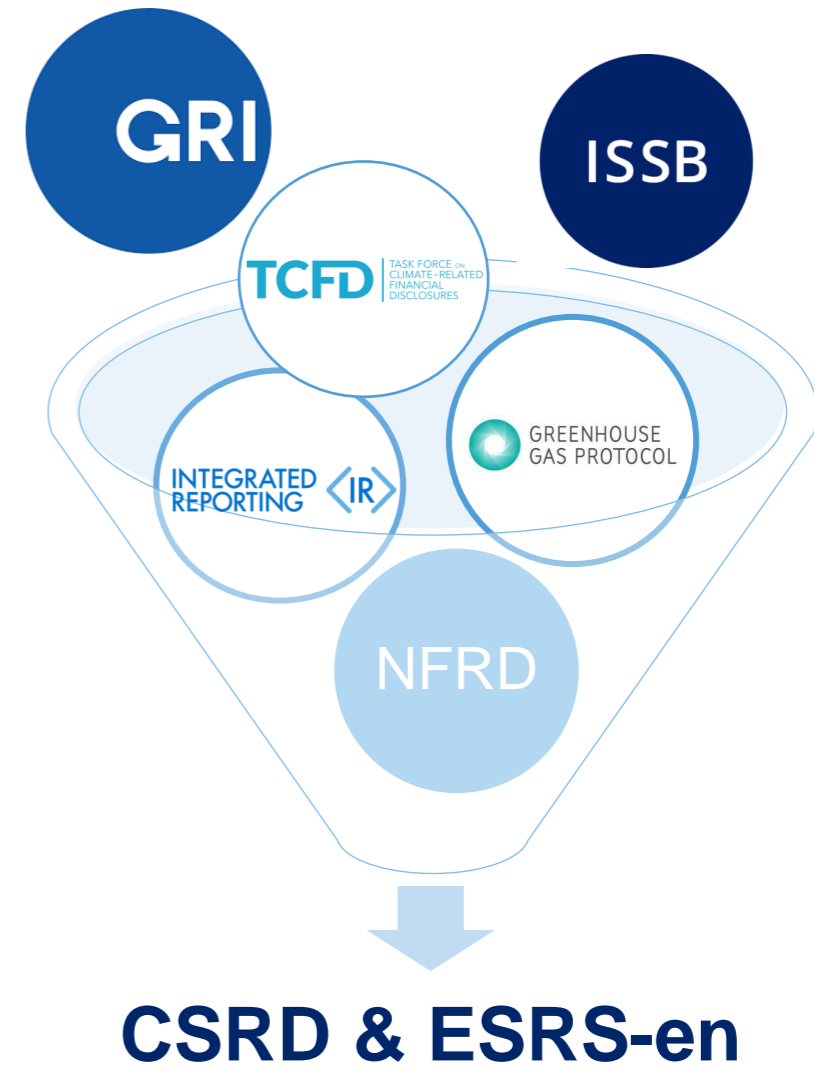 GRI
ISSB
TCFD
TASK FORCE ON
CLIMATE-RELATED
FINANCIAL
DISCLOSURES
GREENHOUSE
GAS PROTOCOL
INTEGRATED
REPORTING
<IR>
NFRD
CSRD & ESRS-en